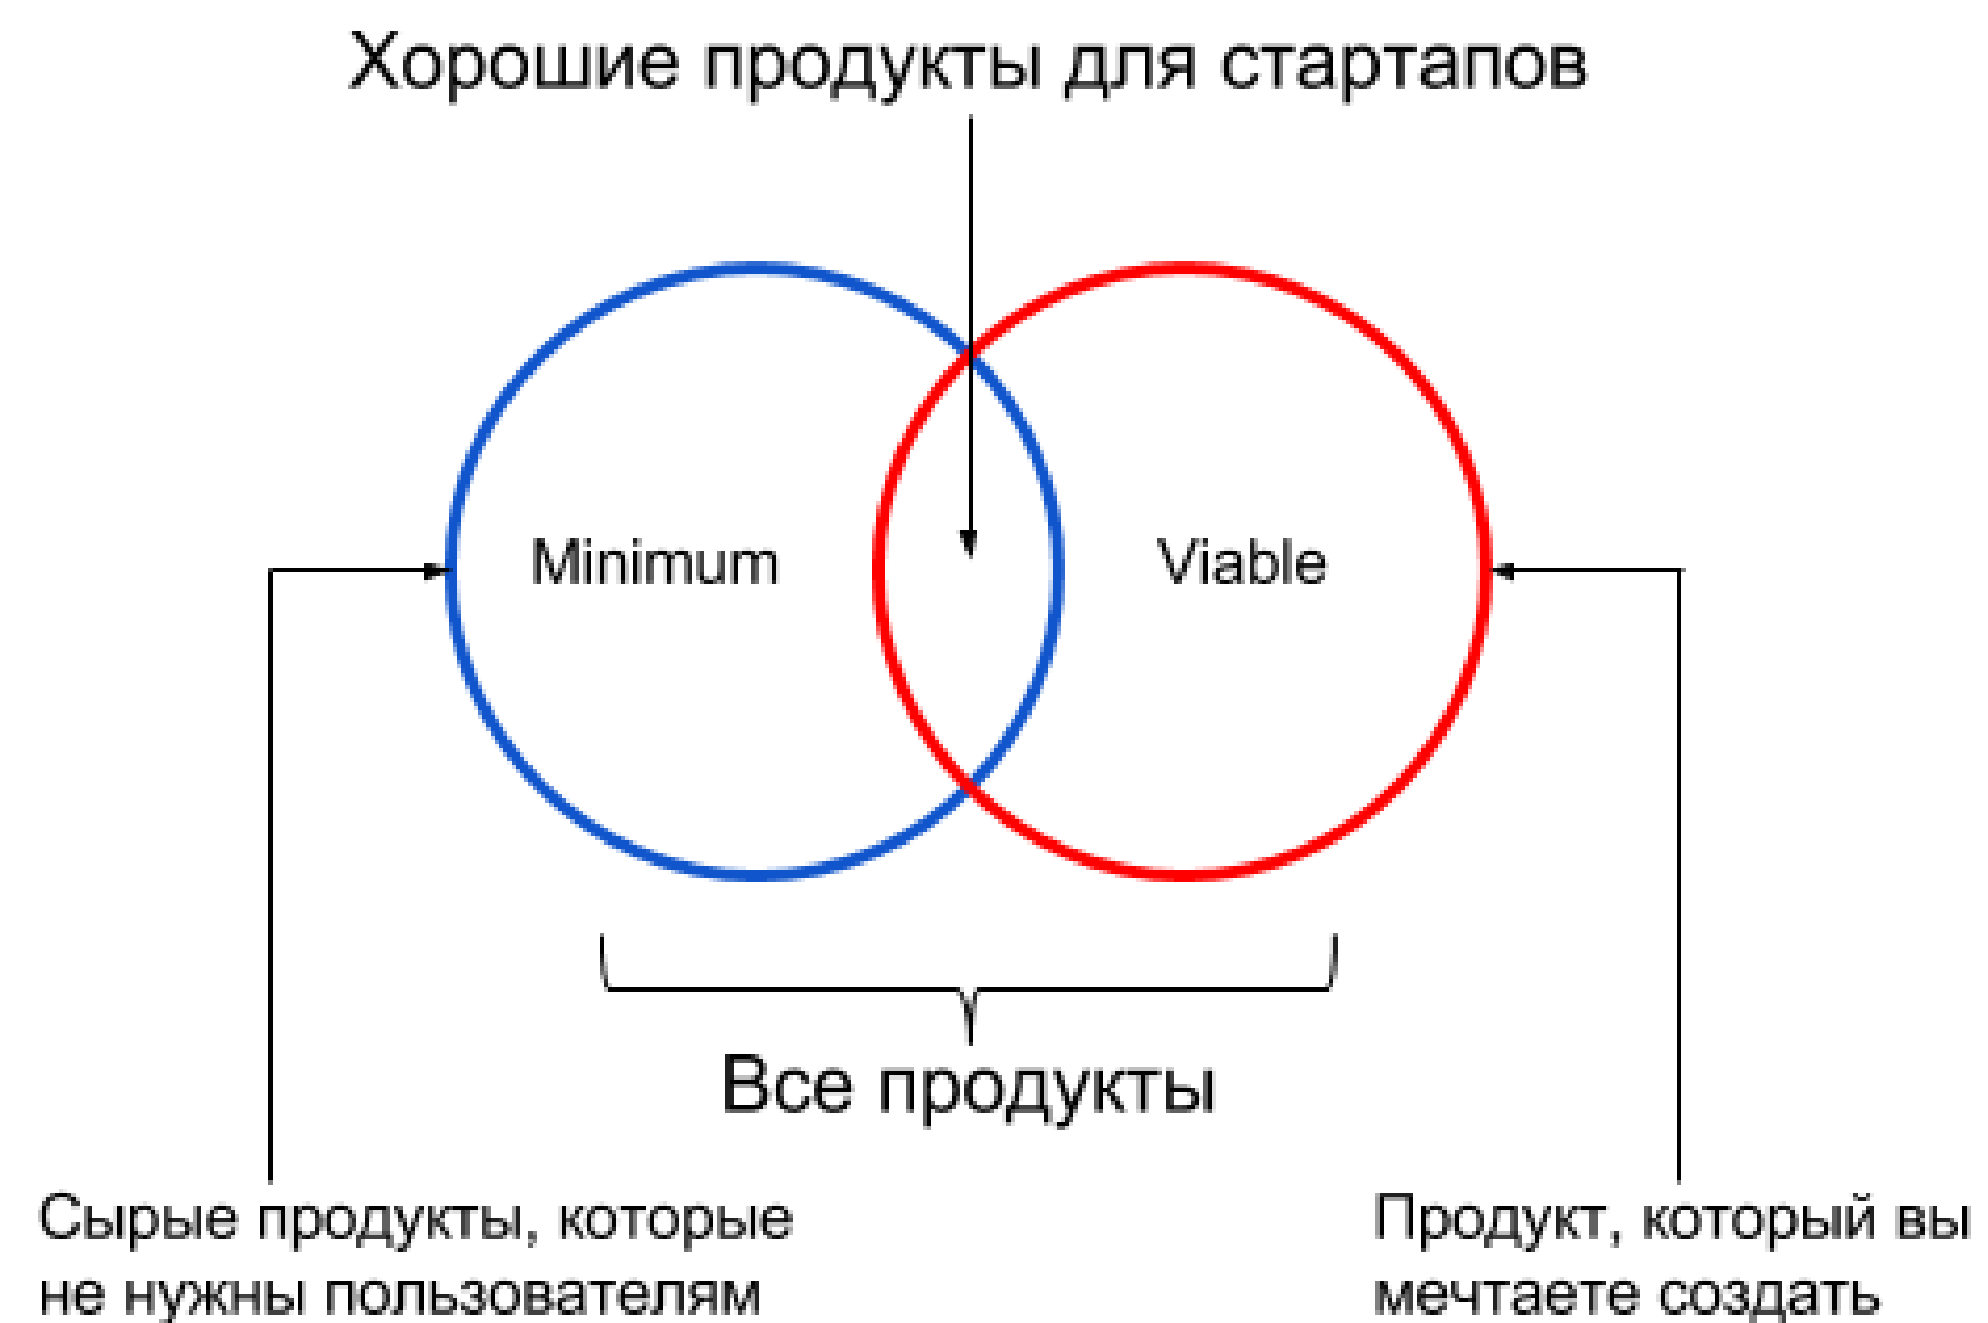 Хорошие продукты для стартапов
Minimum
Viable
Все продукты
Сырые продукты, которые
не нужны пользователям
Продукт, который вы
мечтаете создать